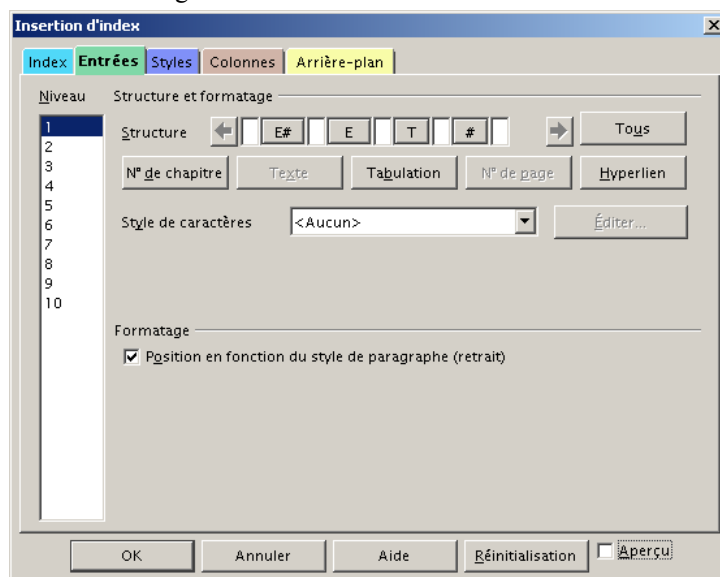 Insertion d'index
Index Entrées Styles Colonnes Arrière-plan
Niveau Structure et formatage
1
2
3
4
5
6
7
8
9
10
Structure E# E T # Tous
N° de chapitre Texte Tabulation N° de page Hyperlien
Style de caractères <Aucun> Éditer...
Formatage
Position en fonction du style de paragraphe (retrait)
OK Annuler Aide Réinitialisation Aperçu